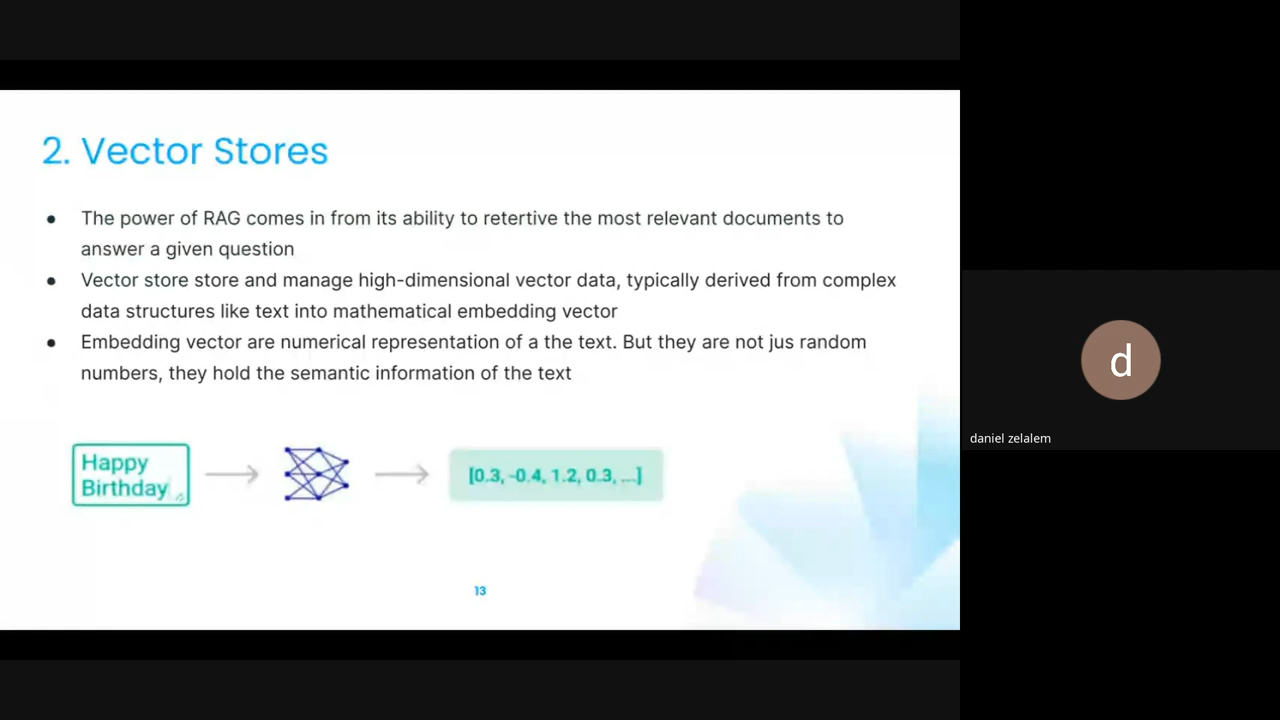 2. Vector Stores
● The power of RAG comes in from its ability to retertive the most relevant documents to
answer a given question
● Vector store store and manage high-dimensional vector data, typically derived from complex
data structures like text into mathematical embedding vector
● Embedding vector are numerical representation of a the text. But they are not jus random
numbers, they hold the semantic information of the text
Happy
Birthday
[0.3, -0.4, 1.2, 0.3, ...]
13
d
daniel zelalem